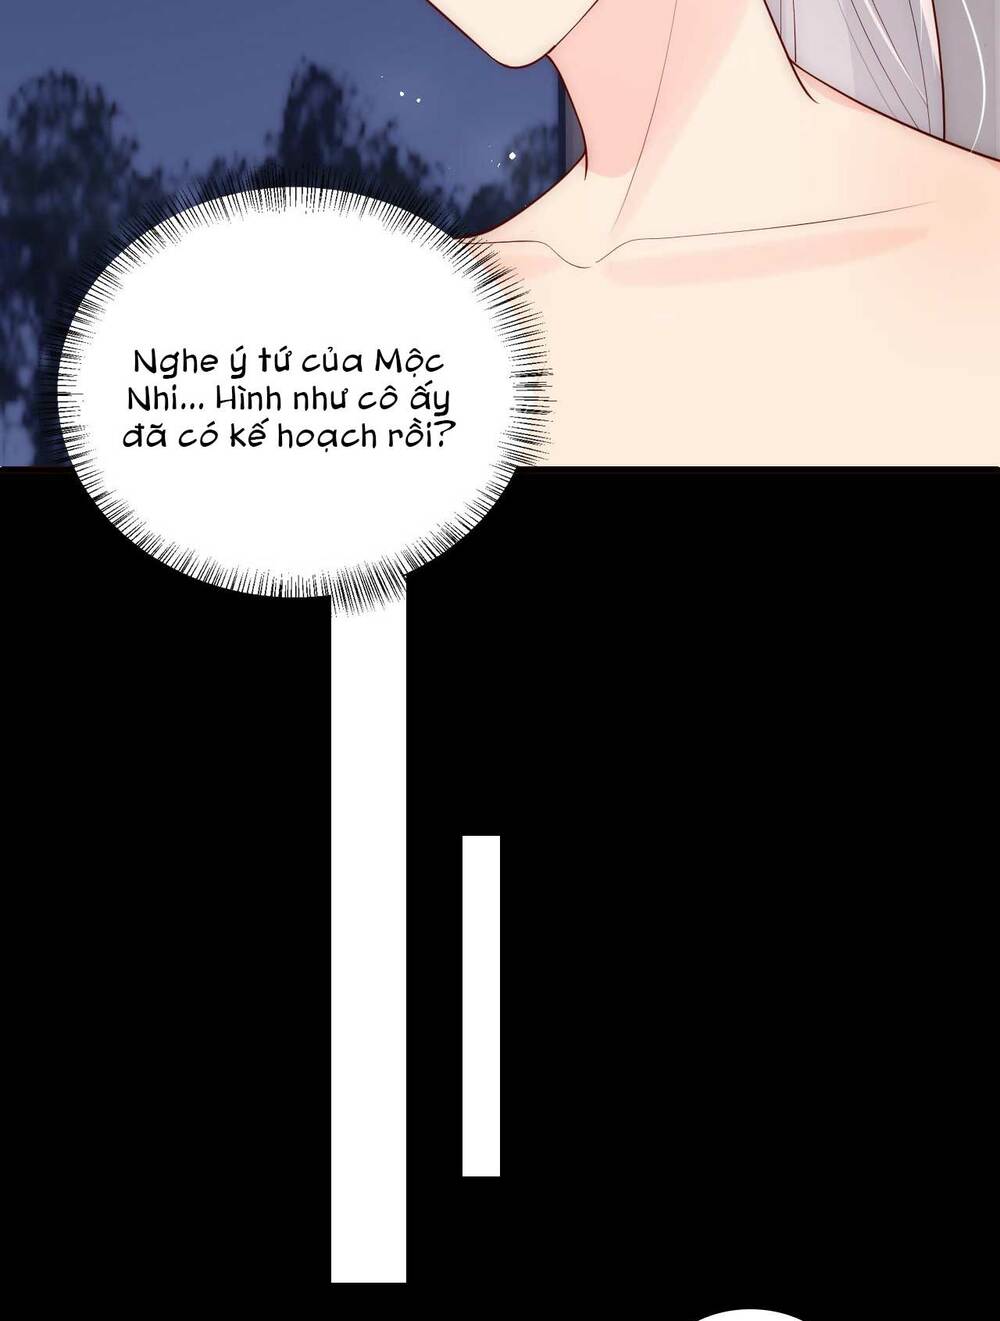 Nghe ý tứ của Mộc
Nhi... Hình như cô ấy
đã có kế hoạch rồi?